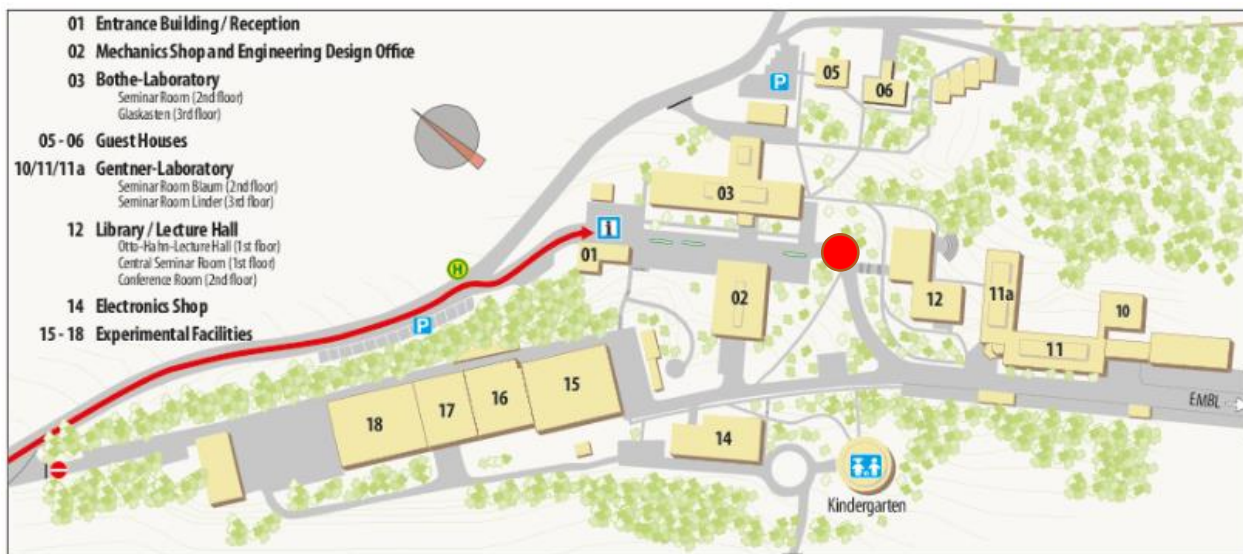 01 Entrance Building / Reception
02 Mechanics Shop and Engineering Design Office
03 Bothe-Laboratory
Seminar Room (2nd floor)
Glaskasten (3rd floor)
05 - 06 Guest Houses
10/11/11a Gentner-Laboratory
Seminar Room Blaum (2nd floor)
Seminar Room Linder (3rd floor)
12 Library / Lecture Hall
Otto-Hahn-Lecture Hall (1st floor)
Central Seminar Room (1st floor)
Conference Room (2nd floor)
14 Electronics Shop
15 - 18 Experimental Facilities
05
06
P
03
i
01
H
02
12
11a
10
11
P
EMBL
15
16
17
18
14
Kindergarten